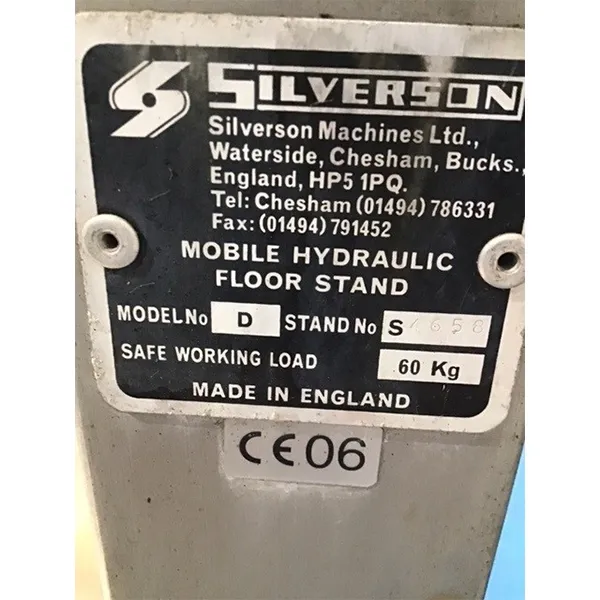 SILVERSON
Silverson Machines Ltd.,
Waterside, Chesham, Bucks.,
England, HP5 1PQ.
Tel: Chesham (01494) 786331
Fax: (01494) 791452
MOBILE HYDRAULIC
FLOOR STAND
MODEL No D STAND No S
SAFE WORKING LOAD 60 Kg
MADE IN ENGLAND
CE 06